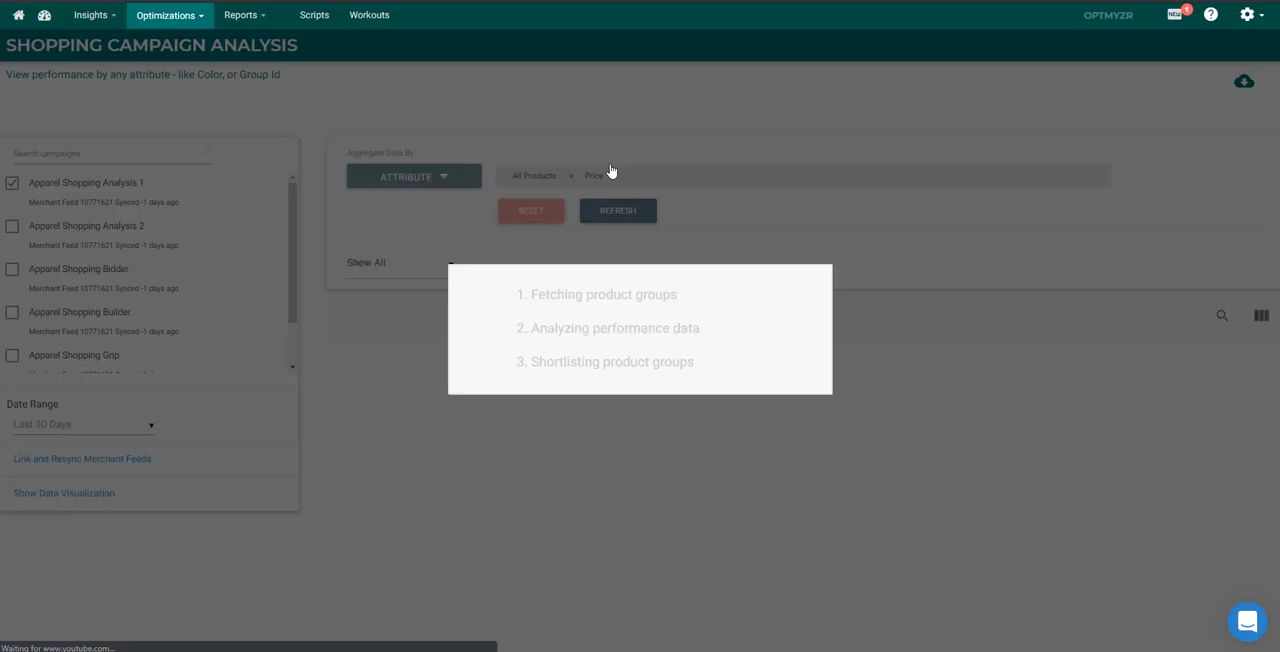 Insights
Optimizations
Reports
Scripts
Workouts
OPTMYZR
NEW
1
SHOPPING CAMPAIGN ANALYSIS
View performance by any attribute - like Color, or Group Id
Search campaigns
Apparel Shopping Analysis 1
Merchant Feed 10771621 Synced -1 days ago
Apparel Shopping Analysis 2
Merchant Feed 10771621 Synced -1 days ago
Apparel Shopping Bidder
Merchant Feed 10771621 Synced -1 days ago
Apparel Shopping Builder
Merchant Feed 10771621 Synced -1 days ago
Apparel Shopping Grip
Date Range
Last 30 Days
Link and Resync Merchant Feeds
Show Data Visualization
Aggregate Data By
ATTRIBUTE
All Products » Price
RESET
REFRESH
Show All
1. Fetching product groups
2. Analyzing performance data
3. Shortlisting product groups
Waiting for www.youtube.com...